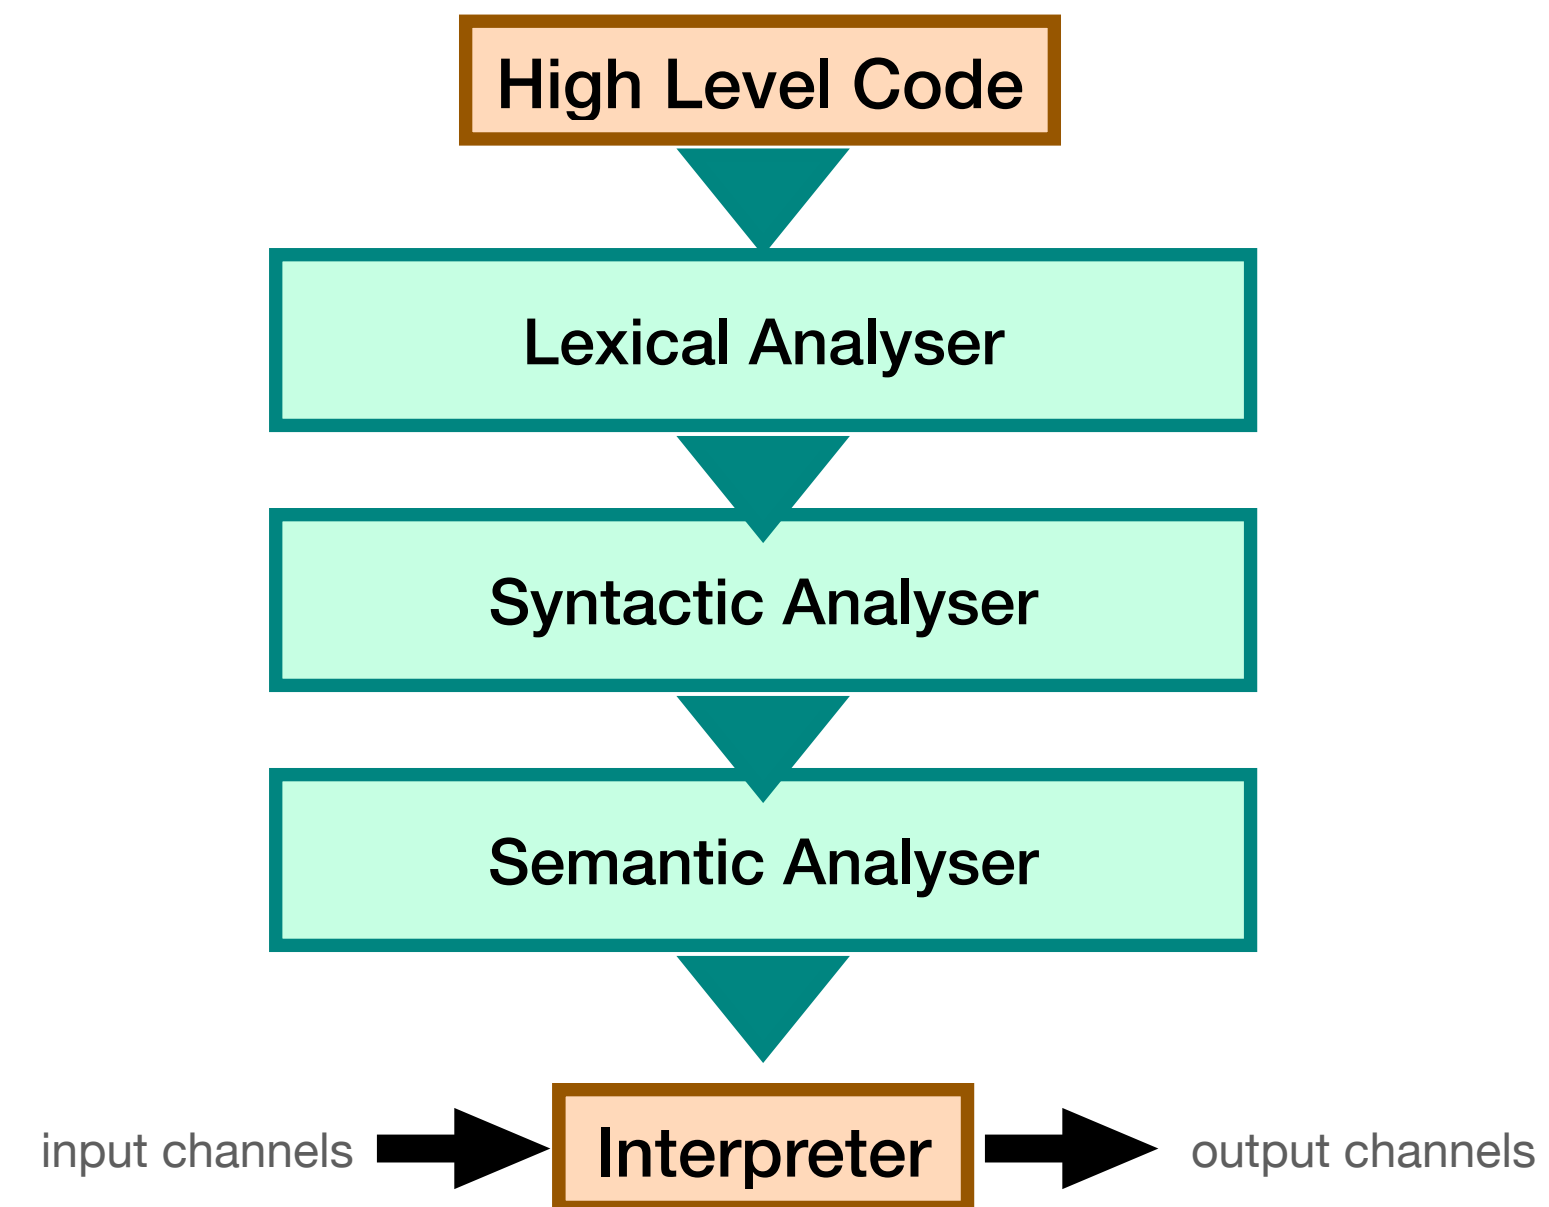 High Level Code
Lexical Analyser
Syntactic Analyser
Semantic Analyser
input channels
Interpreter
output channels